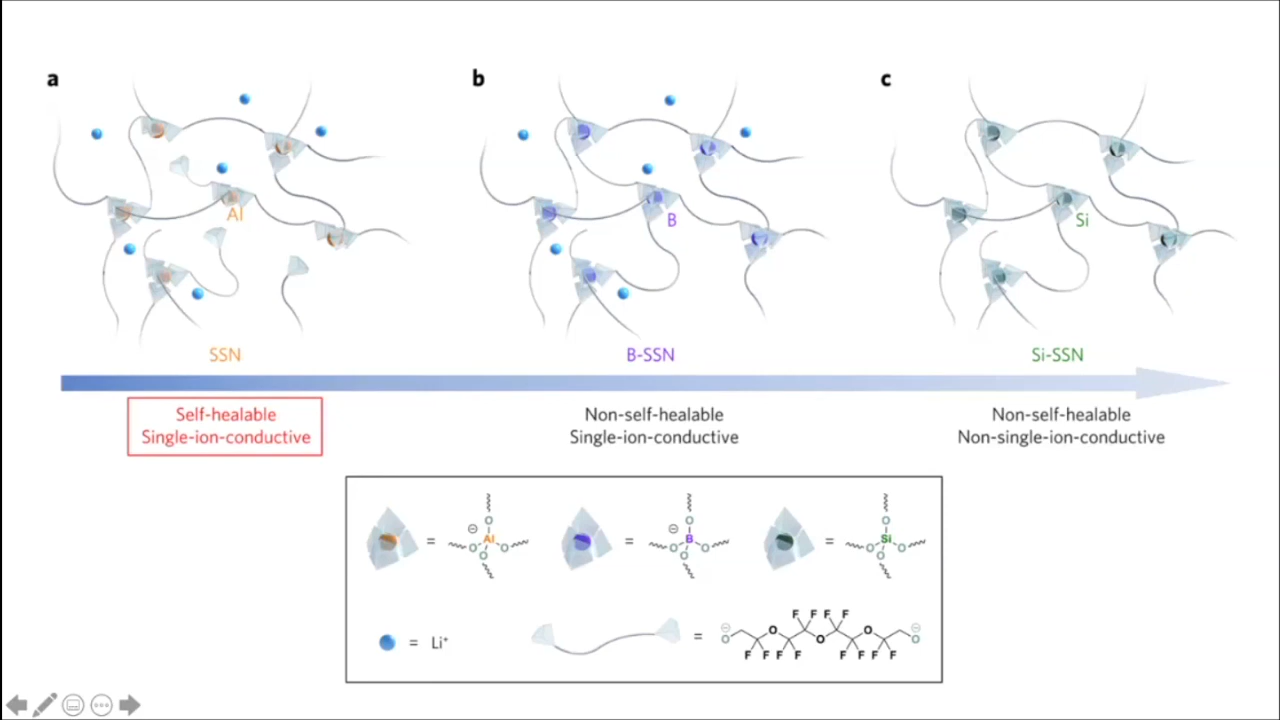 a
b
c
Al
B
Si
SSN
B-SSN
Si-SSN
Self-healable
Single-ion-conductive
Non-self-healable
Single-ion-conductive
Non-self-healable
Non-single-ion-conductive
= ⊖ O Al O O O
= ⊖ O B O O O
= O Si O O O
= Li⁺
= ⊖ O F F O F F F F O F F F F O F F O ⊖